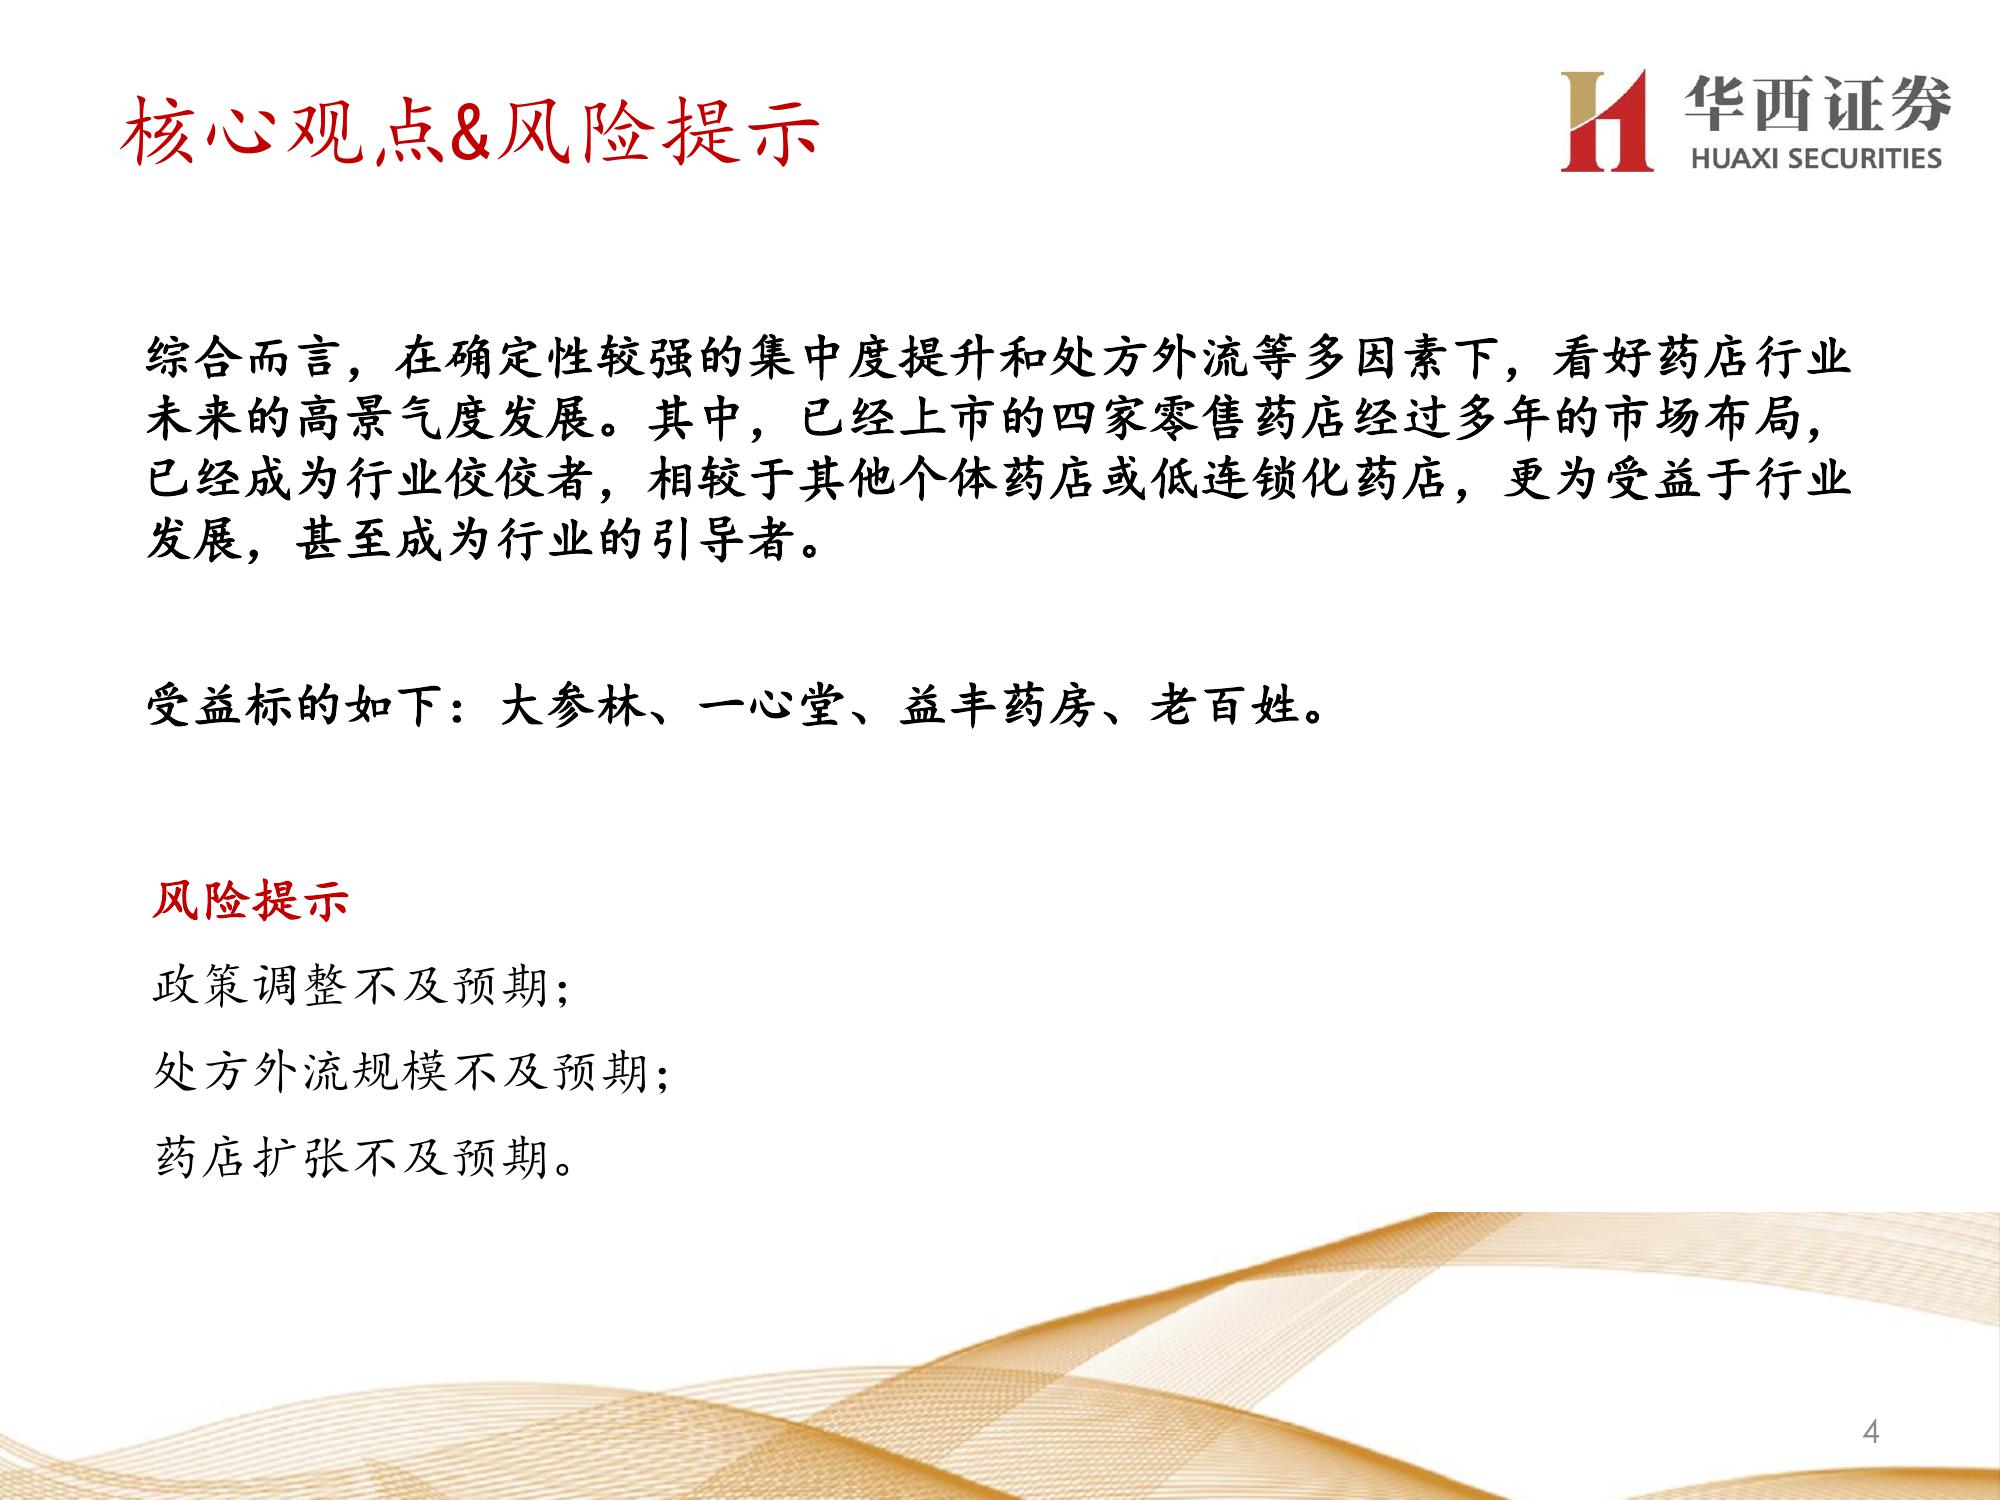 核心观点&风险提示
华西证券
HUAXI SECURITIES
综合而言，在确定性较强的集中度提升和处方外流等多因素下，看好药店行业
未来的高景气度发展。其中，已经上市的四家零售药店经过多年的市场布局，
已经成为行业佼佼者，相较于其他个体药店或低连锁化药店，更为受益于行业
发展，甚至成为行业的引导者。
受益标的如下：大参林、一心堂、益丰药房、老百姓。
风险提示
政策调整不及预期；
处方外流规模不及预期；
药店扩张不及预期。
4